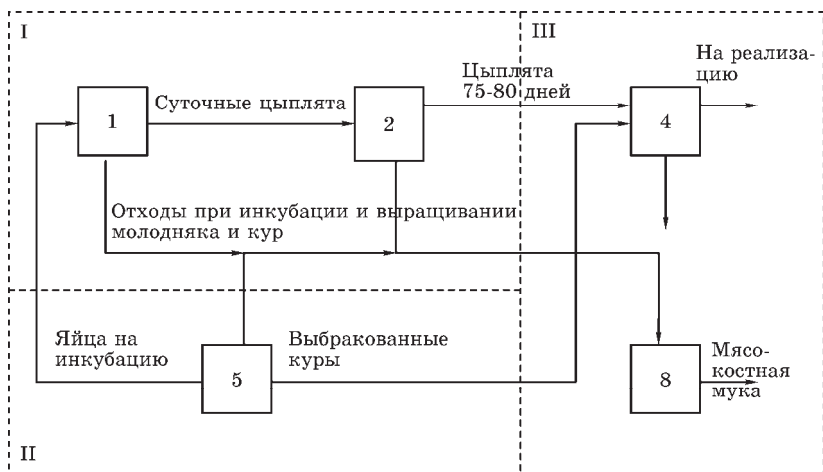 I
III
На реализа-
цию
Цыплята
75-80 дней
Суточные цыплята
1
2
4
Отходы при инкубации и выращивании
молодняка и кур
Яйца на
инкубацию
5
Выбракованные
куры
8
Мясо-
костная
мука
II